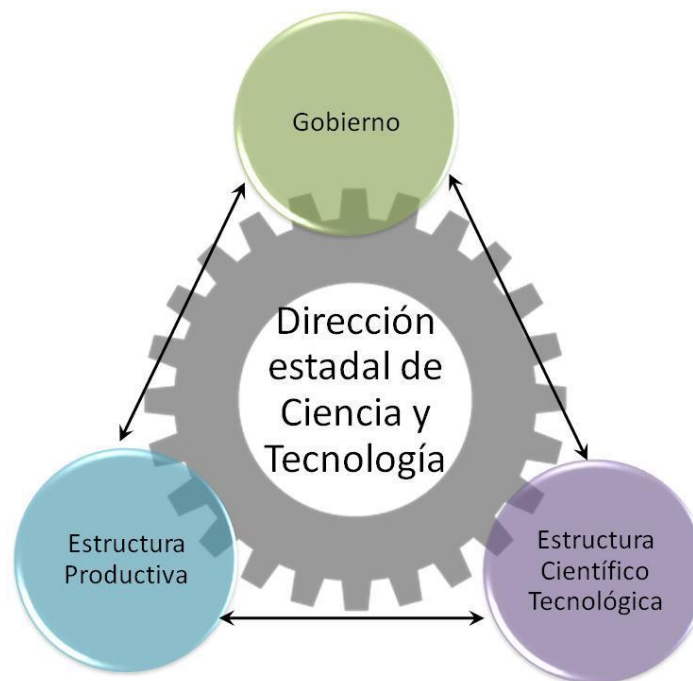 Gobierno
Dirección
estadal de
Ciencia y
Tecnología
Estructura
Productiva
Estructura
Científico
Tecnológica